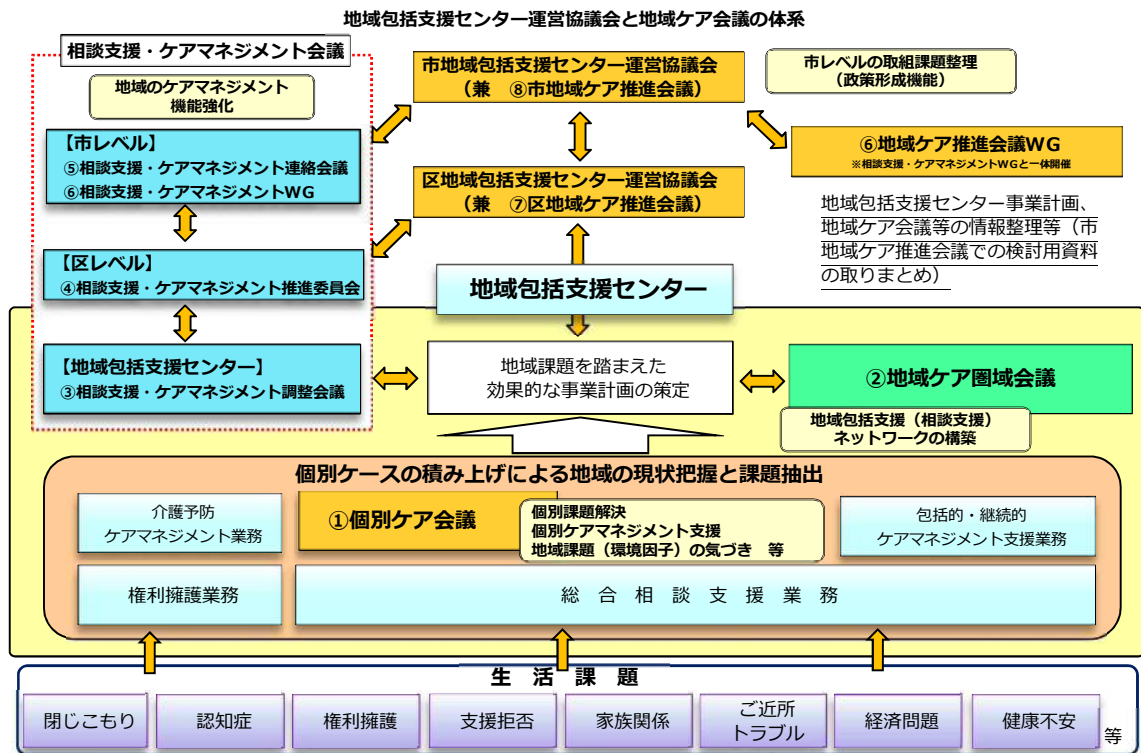 地域包括支援センター運営協議会と地域ケア会議の体系
相談支援・ケアマネジメント会議
地域のケアマネジメント
機能強化
【市レベル】
⑤相談支援・ケアマネジメント連絡会議
⑥相談支援・ケアマネジメントWG
【区レベル】
④相談支援・ケアマネジメント推進委員会
【地域包括支援センター】
③相談支援・ケアマネジメント調整会議
市地域包括支援センター運営協議会
（兼　⑧市地域ケア推進会議）
区地域包括支援センター運営協議会
（兼　⑦区地域ケア推進会議）
市レベルの取組課題整理
（政策形成機能）
⑥地域ケア推進会議WG
※相談支援・ケアマネジメントWGと一体開催
地域包括支援センター事業計画、
地域ケア会議等の情報整理等（市
地域ケア推進会議での検討用資料
の取りまとめ）
地域包括支援センター
地域課題を踏まえた
効果的な事業計画の策定
②地域ケア圏域会議
地域包括支援（相談支援）
ネットワークの構築
個別ケースの積み上げによる地域の現状把握と課題抽出
介護予防
ケアマネジメント業務
①個別ケア会議
個別課題解決
個別ケアマネジメント支援
地域課題（環境因子）の気づき　等
包括的・継続的
ケアマネジメント支援業務
権利擁護業務
総　合　相　談　支　援　業　務
生　活　課　題
閉じこもり
認知症
権利擁護
支援拒否
家族関係
ご近所
トラブル
経済問題
健康不安
等